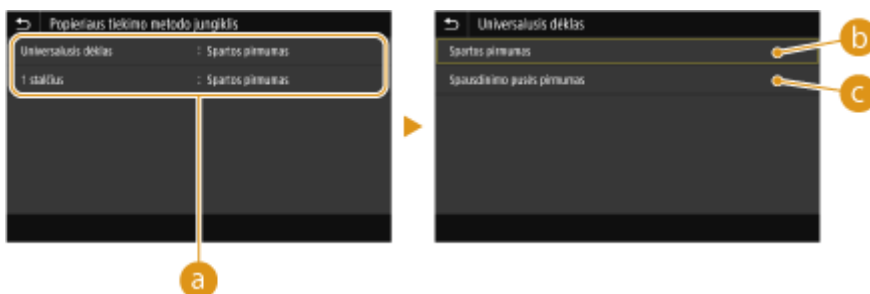 Popieriaus tiekimo metodo jungiklis
Universalusis dėklas : Spartos pirmumas
1 stalčius : Spartos pirmumas
a
Universalusis dėklas
Spartos pirmumas
b
Spausdinimo pusės pirmumas
c